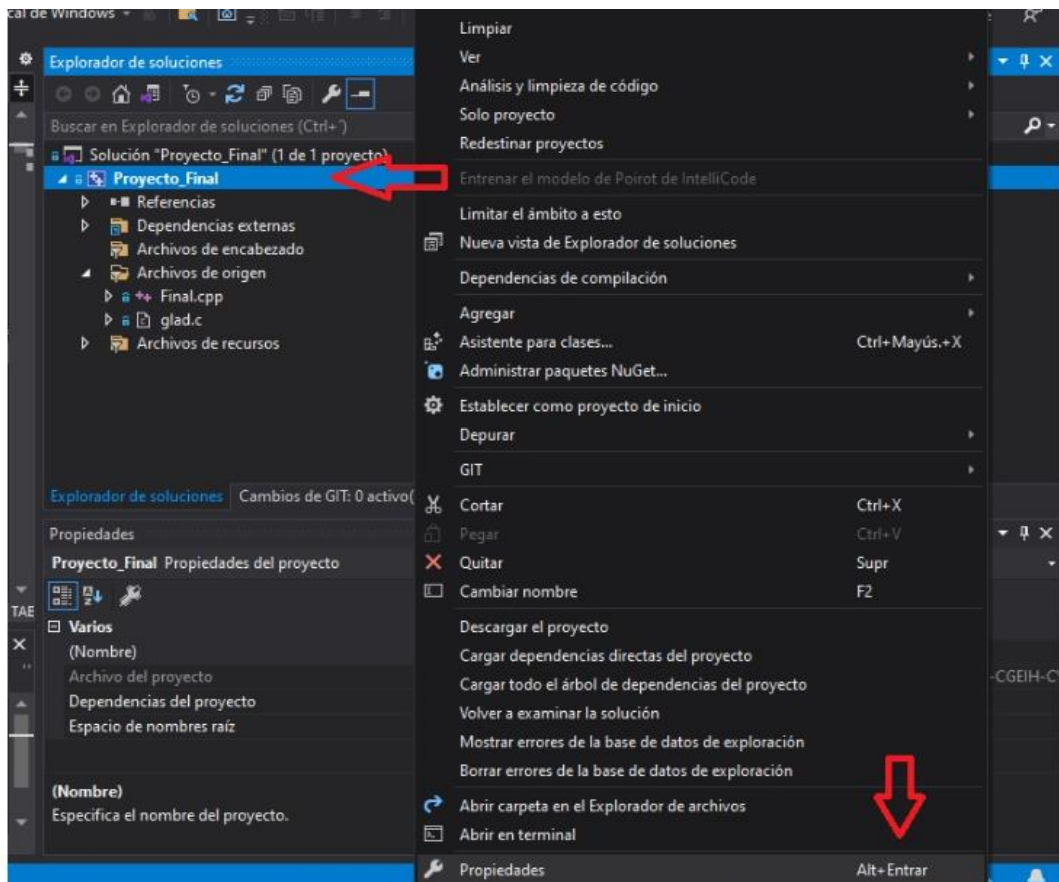 cal de Windows
Explorador de soluciones
Buscar en Explorador de soluciones (Ctrl+´)
Solución "Proyecto_Final" (1 de 1 proyecto)
Proyecto_Final
Referencias
Dependencias externas
Archivos de encabezado
Archivos de origen
Final.cpp
glad.c
Archivos de recursos
Explorador de soluciones
Cambios de GIT: 0 activo(
Propiedades
Proyecto_Final Propiedades del proyecto
TAE
Varios
(Nombre)
Archivo del proyecto
-CGEIH-C
Dependencias del proyecto
Espacio de nombres raíz
(Nombre)
Especifica el nombre del proyecto.
Limpiar
Ver
Análisis y limpieza de código
Solo proyecto
Redestinar proyectos
Entrenar el modelo de Poirot de IntelliCode
Limitar el ámbito a esto
Nueva vista de Explorador de soluciones
Dependencias de compilación
Agregar
Asistente para clases... Ctrl+Mayús.+X
Administrar paquetes NuGet...
Establecer como proyecto de inicio
Depurar
GIT
Cortar Ctrl+X
Pegar Ctrl+V
Quitar Supr
Cambiar nombre F2
Descargar el proyecto
Cargar dependencias directas del proyecto
Cargar todo el árbol de dependencias del proyecto
Volver a examinar la solución
Mostrar errores de la base de datos de exploración
Borrar errores de la base de datos de exploración
Abrir carpeta en el Explorador de archivos
Abrir en terminal
Propiedades Alt+Entrar